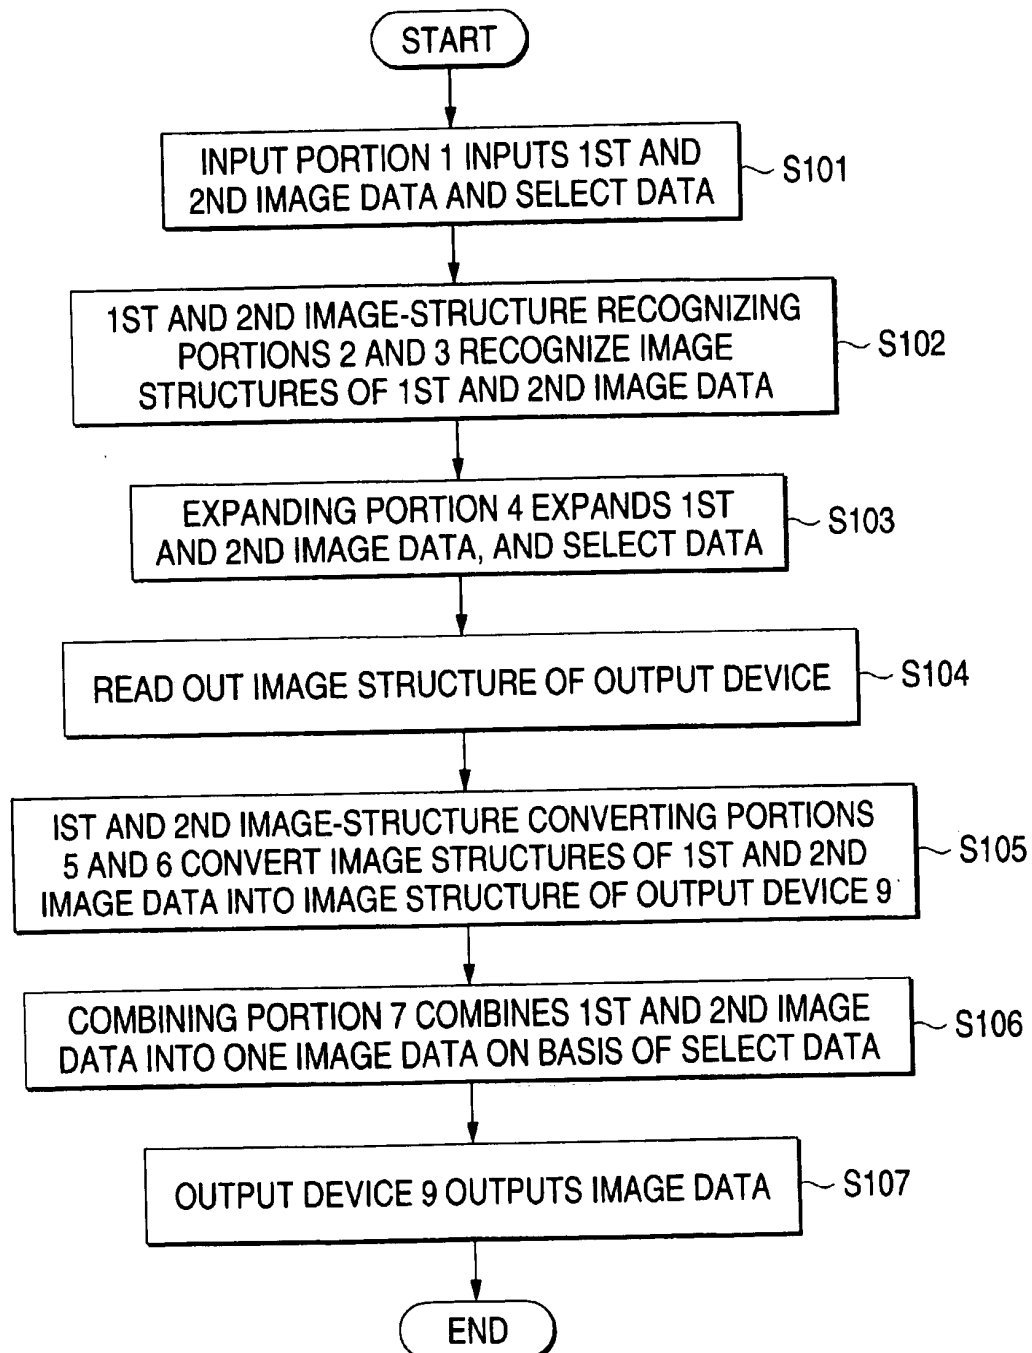 START
INPUT PORTION 1 INPUTS 1ST AND
2ND IMAGE DATA AND SELECT DATA
S101
1ST AND 2ND IMAGE-STRUCTURE RECOGNIZING
PORTIONS 2 AND 3 RECOGNIZE IMAGE
STRUCTURES OF 1ST AND 2ND IMAGE DATA
S102
EXPANDING PORTION 4 EXPANDS 1ST
AND 2ND IMAGE DATA, AND SELECT DATA
S103
READ OUT IMAGE STRUCTURE OF OUTPUT DEVICE
S104
IST AND 2ND IMAGE-STRUCTURE CONVERTING PORTIONS
5 AND 6 CONVERT IMAGE STRUCTURES OF 1ST AND 2ND
IMAGE DATA INTO IMAGE STRUCTURE OF OUTPUT DEVICE 9
S105
COMBINING PORTION 7 COMBINES 1ST AND 2ND IMAGE
DATA INTO ONE IMAGE DATA ON BASIS OF SELECT DATA
S106
OUTPUT DEVICE 9 OUTPUTS IMAGE DATA
S107
END